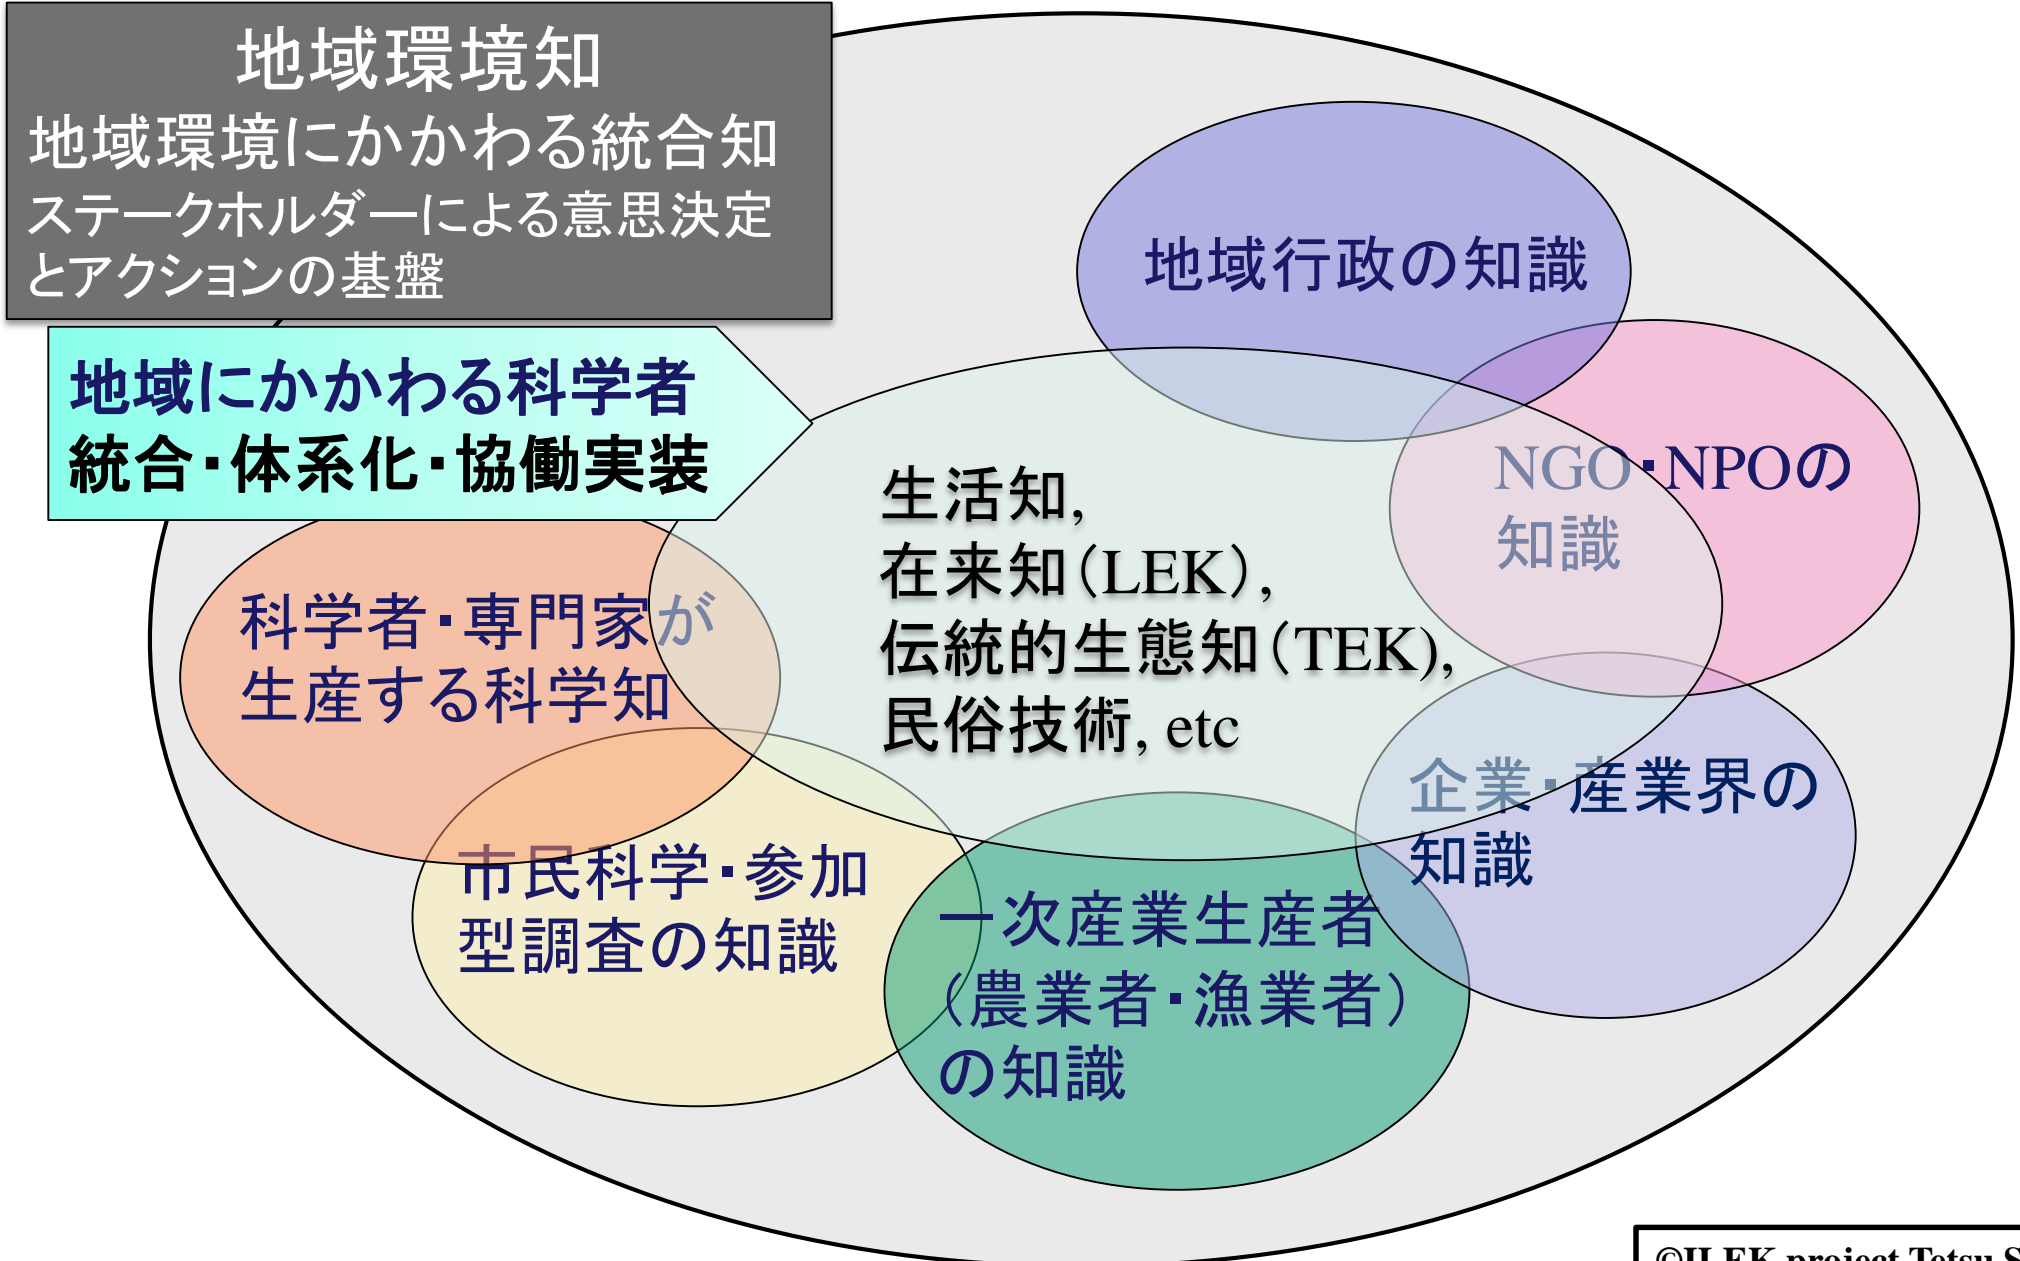 地域環境知
地域環境にかかわる統合知
ステークホルダーによる意思決定
とアクションの基盤
地域にかかわる科学者
統合・体系化・協働実装
地域行政の知識
NGO・NPOの
知識
生活知,
在来知（LEK）,
伝統的生態知（TEK),
民俗技術, etc
科学者・専門家が
生産する科学知
企業・産業界の
知識
市民科学・参加
型調査の知識
一次産業生産者
（農業者・漁業者）
の知識
©ILEK project Tetsu S